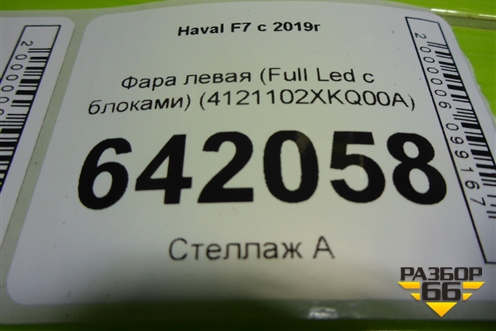 Haval F7 с 2019г
Фара левая (Full Led с
блоками) (4121102XKQ00A)
642058
Стеллаж А
РАЗБОР
66